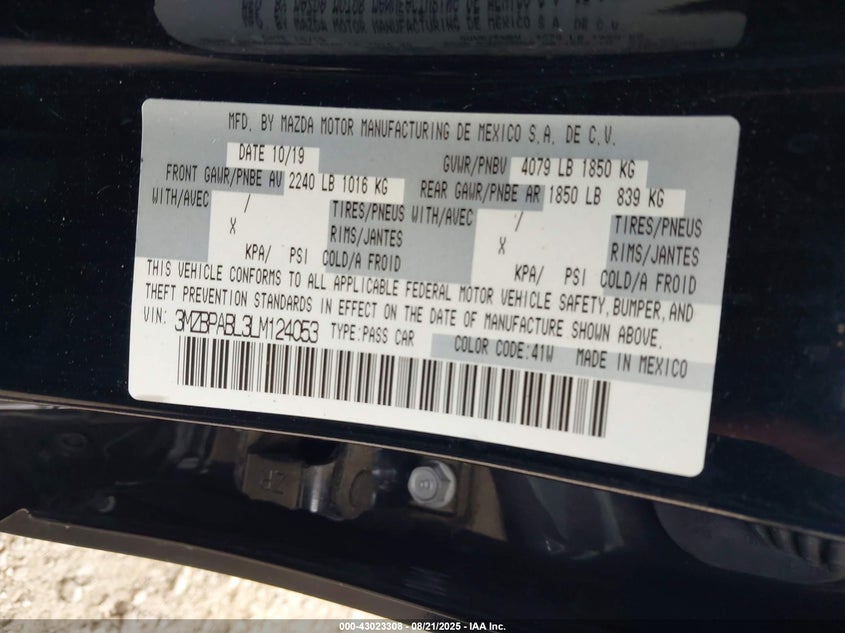 MFD. BY MAZDA MOTOR MANUFACTURING DE MEXICO S.A. DE C.V.
DATE 10/19 GVWR/PNBV 4079 LB 1850 KG
FRONT GAWR/PNBE AV 2240 LB 1016 KG REAR GAWR/PNBE AR 1850 LB 839 KG
WITH/AVEC / TIRES/PNEUS WITH/AVEC / TIRES/PNEUS
X RIMS/JANTES X RIMS/JANTES
KPA/ PSI COLD/A FROID KPA/ PSI COLD/A FROID
THIS VEHICLE CONFORMS TO ALL APPLICABLE FEDERAL MOTOR VEHICLE SAFETY, BUMPER, AND
THEFT PREVENTION STANDARDS IN EFFECT ON THE DATE OF MANUFACTURE SHOWN ABOVE.
VIN: 3MZBPABL3LM124053 TYPE:PASS CAR COLOR CODE:41W MADE IN MEXICO
000-43023308 - 08/21/2025 - IAA Inc.